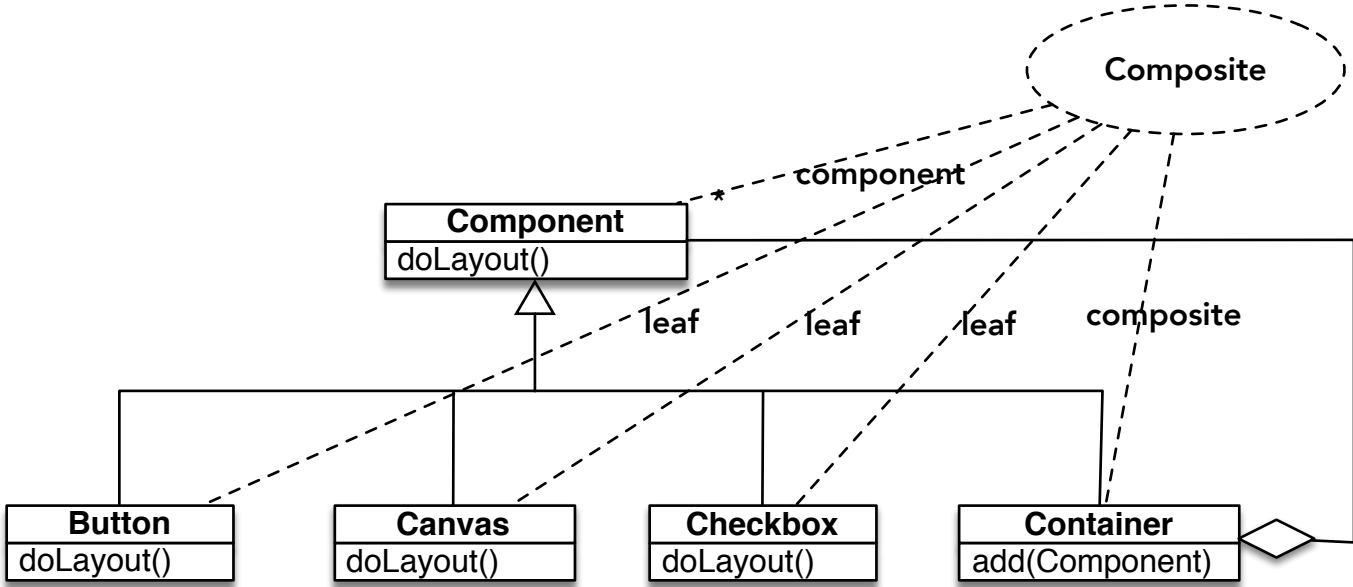 Composite
component
*
Component
doLayout()
leaf
leaf
leaf
composite
Button
doLayout()
Canvas
doLayout()
Checkbox
doLayout()
Container
add(Component)